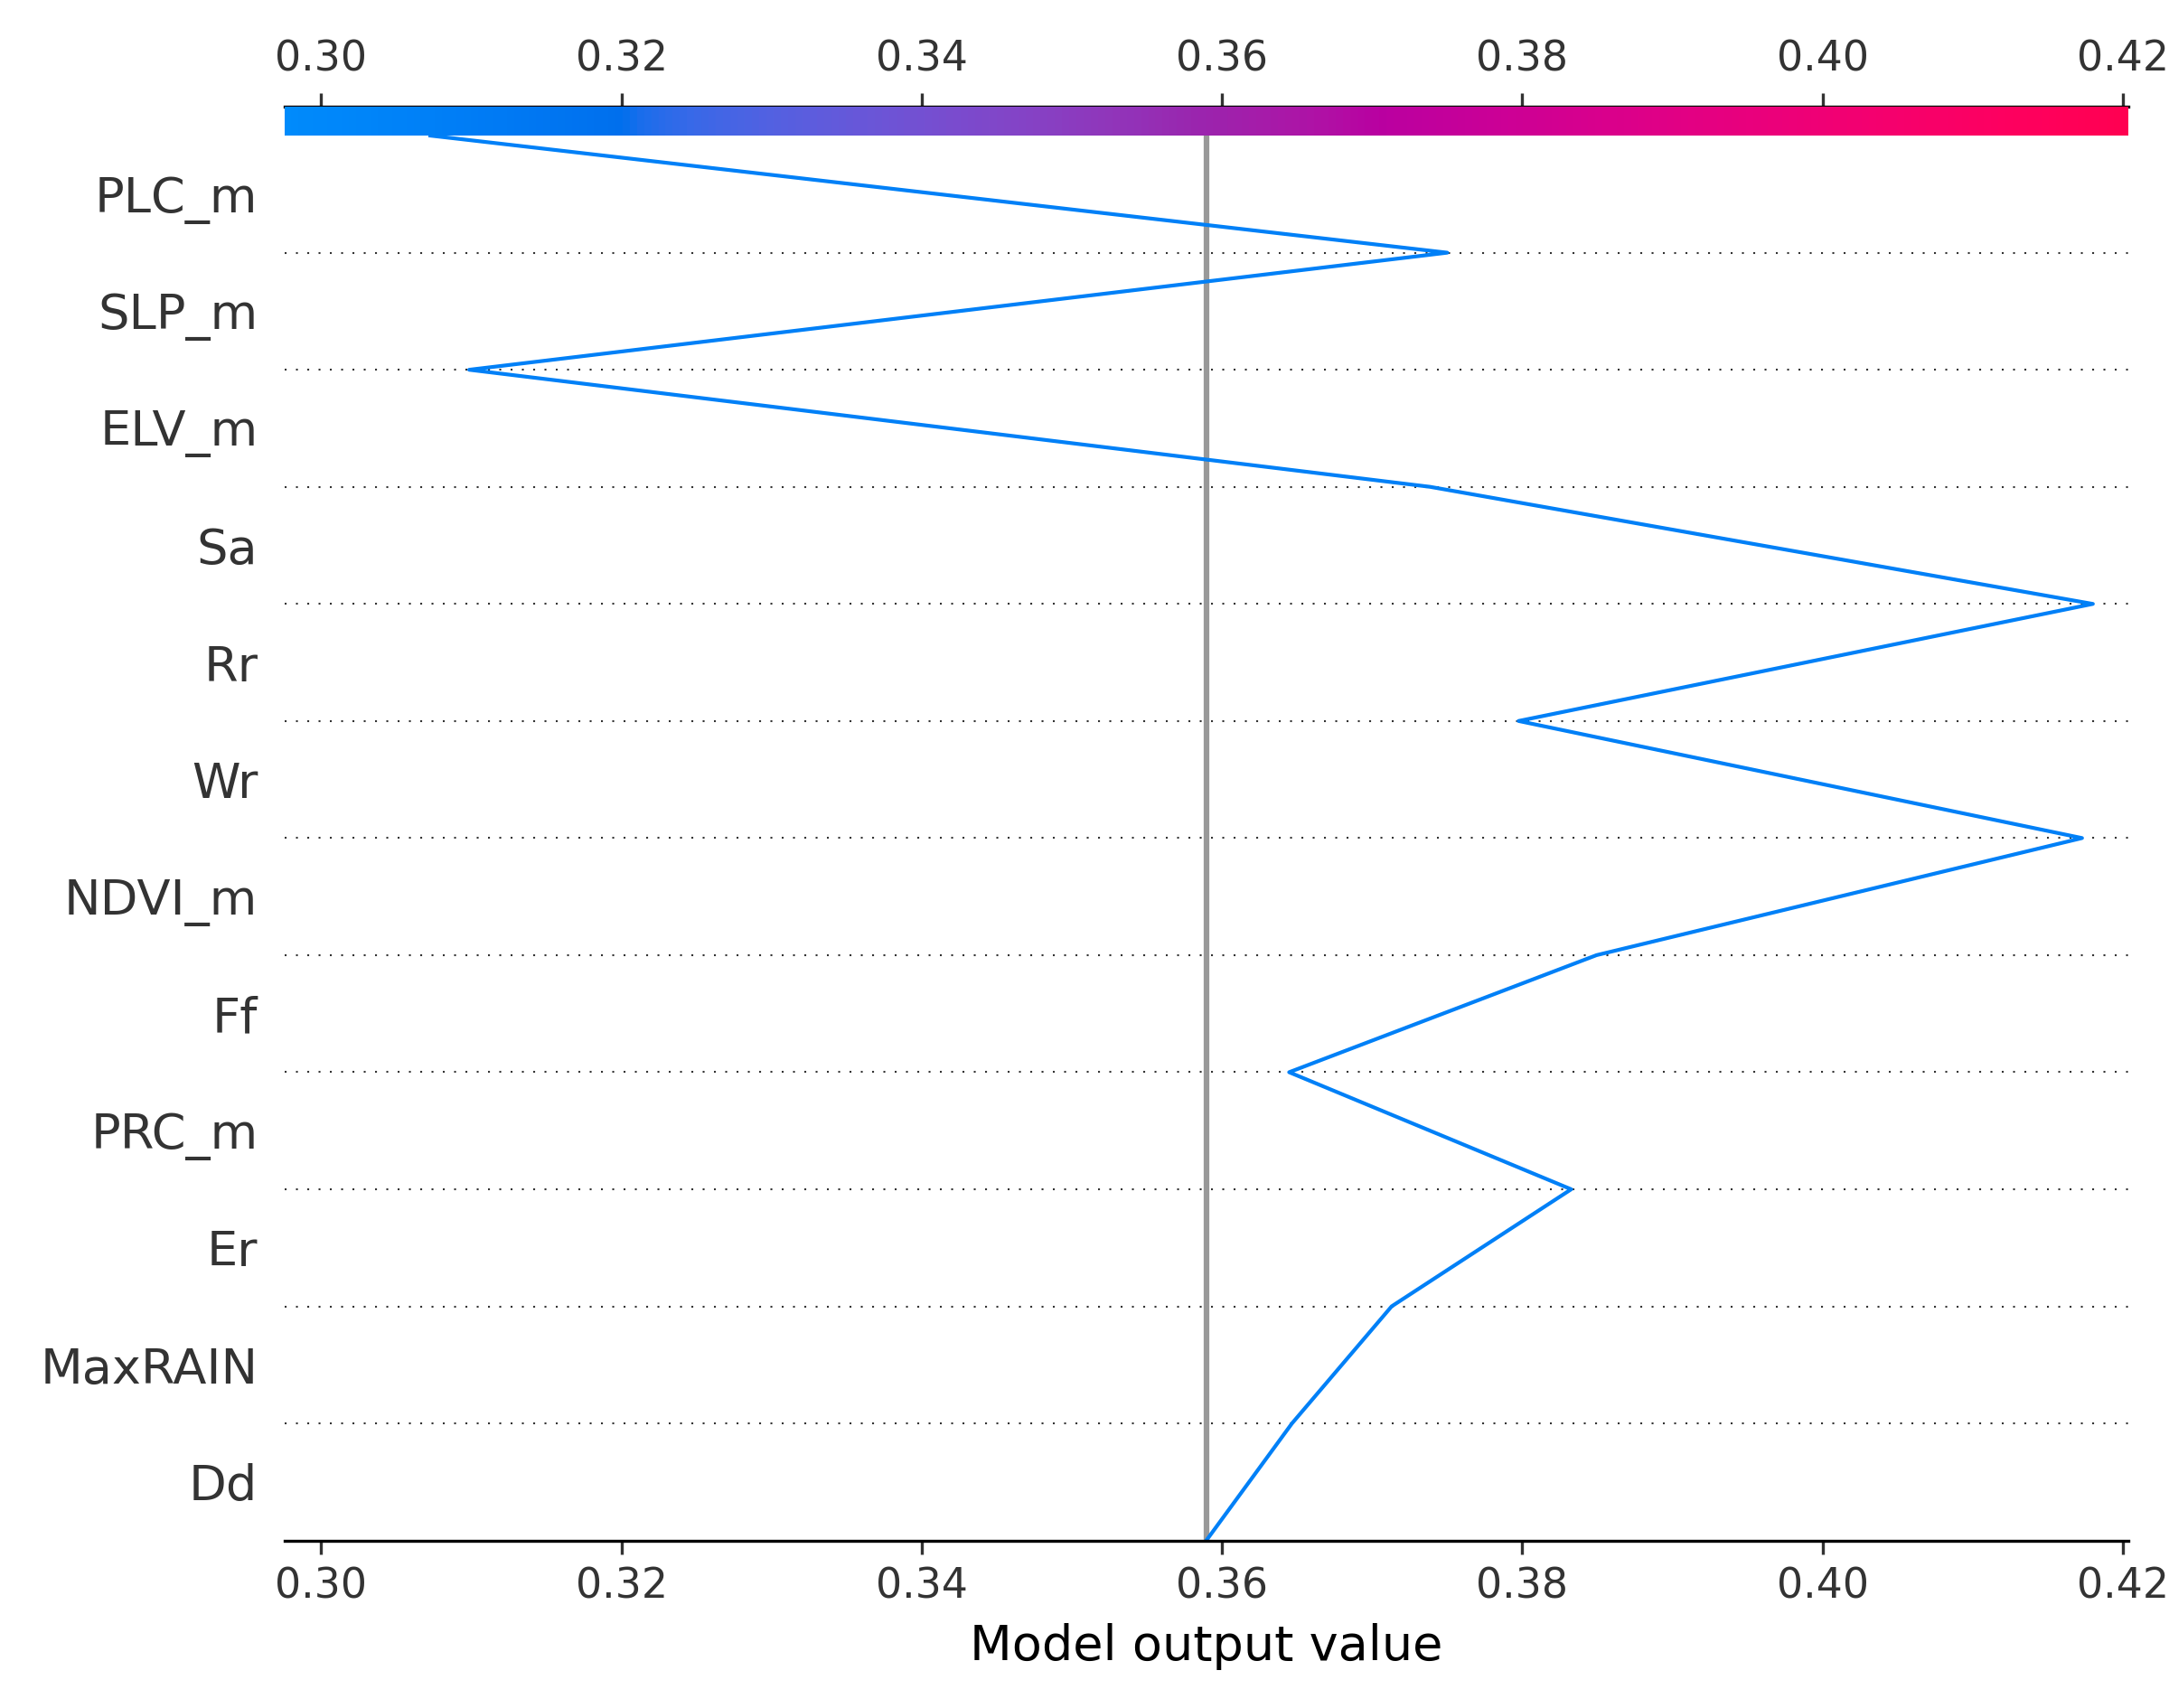 0.30 0.32 0.34 0.36 0.38 0.40 0.42
PLC_m
SLP_m
ELV_m
Sa
Rr
Wr
NDVI_m
Ff
PRC_m
Er
MaxRAIN
Dd
0.30 0.32 0.34 0.36 0.38 0.40 0.42
Model output value